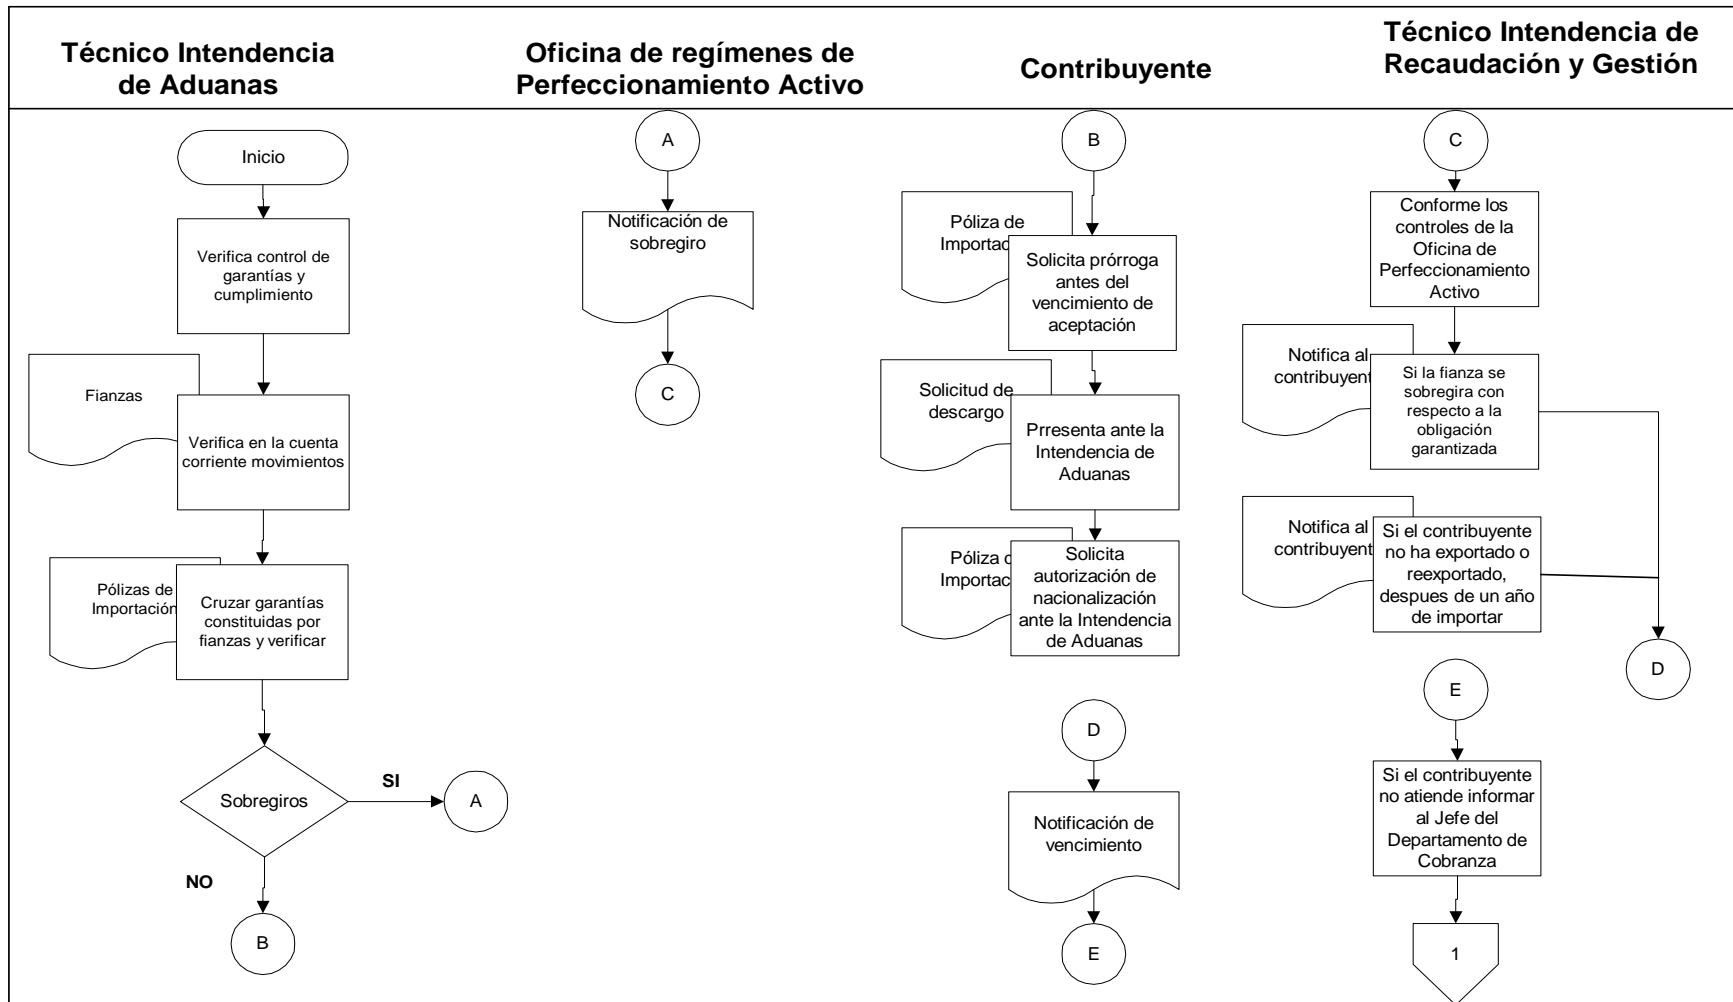 Técnico Intendencia
de Aduanas
Oficina de regímenes de
Perfeccionamiento Activo
Contribuyente
Técnico Intendencia de
Recaudación y Gestión
Inicio
Verifica control de
garantías y
cumplimiento
Fianzas
Verifica en la cuenta
corriente movimientos
Pólizas de
Importación
Cruzar garantías
constituidas por
fianzas y verificar
Sobregiros
SI
A
NO
B
A
Notificación de
sobregiro
C
B
Póliza de
Importac
Solicita prórroga
antes del
vencimiento de
aceptación
Solicitud de
descargo
Prresenta ante la
Intendencia de
Aduanas
Póliza d
Importac
Solicita
autorización de
nacionalización
ante la Intendencia
de Aduanas
D
Notificación de
vencimiento
E
C
Conforme los
controles de la
Oficina de
Perfeccionamiento
Activo
Notifica al
contribuyent
Si la fianza se
sobregira con
respecto a la
obligación
garantizada
Notifica al
contribuyent
Si el contribuyente
no ha exportado o
reexportado,
despues de un año
de importar
D
E
Si el contribuyente
no atiende informar
al Jefe del
Departamento de
Cobranza
1